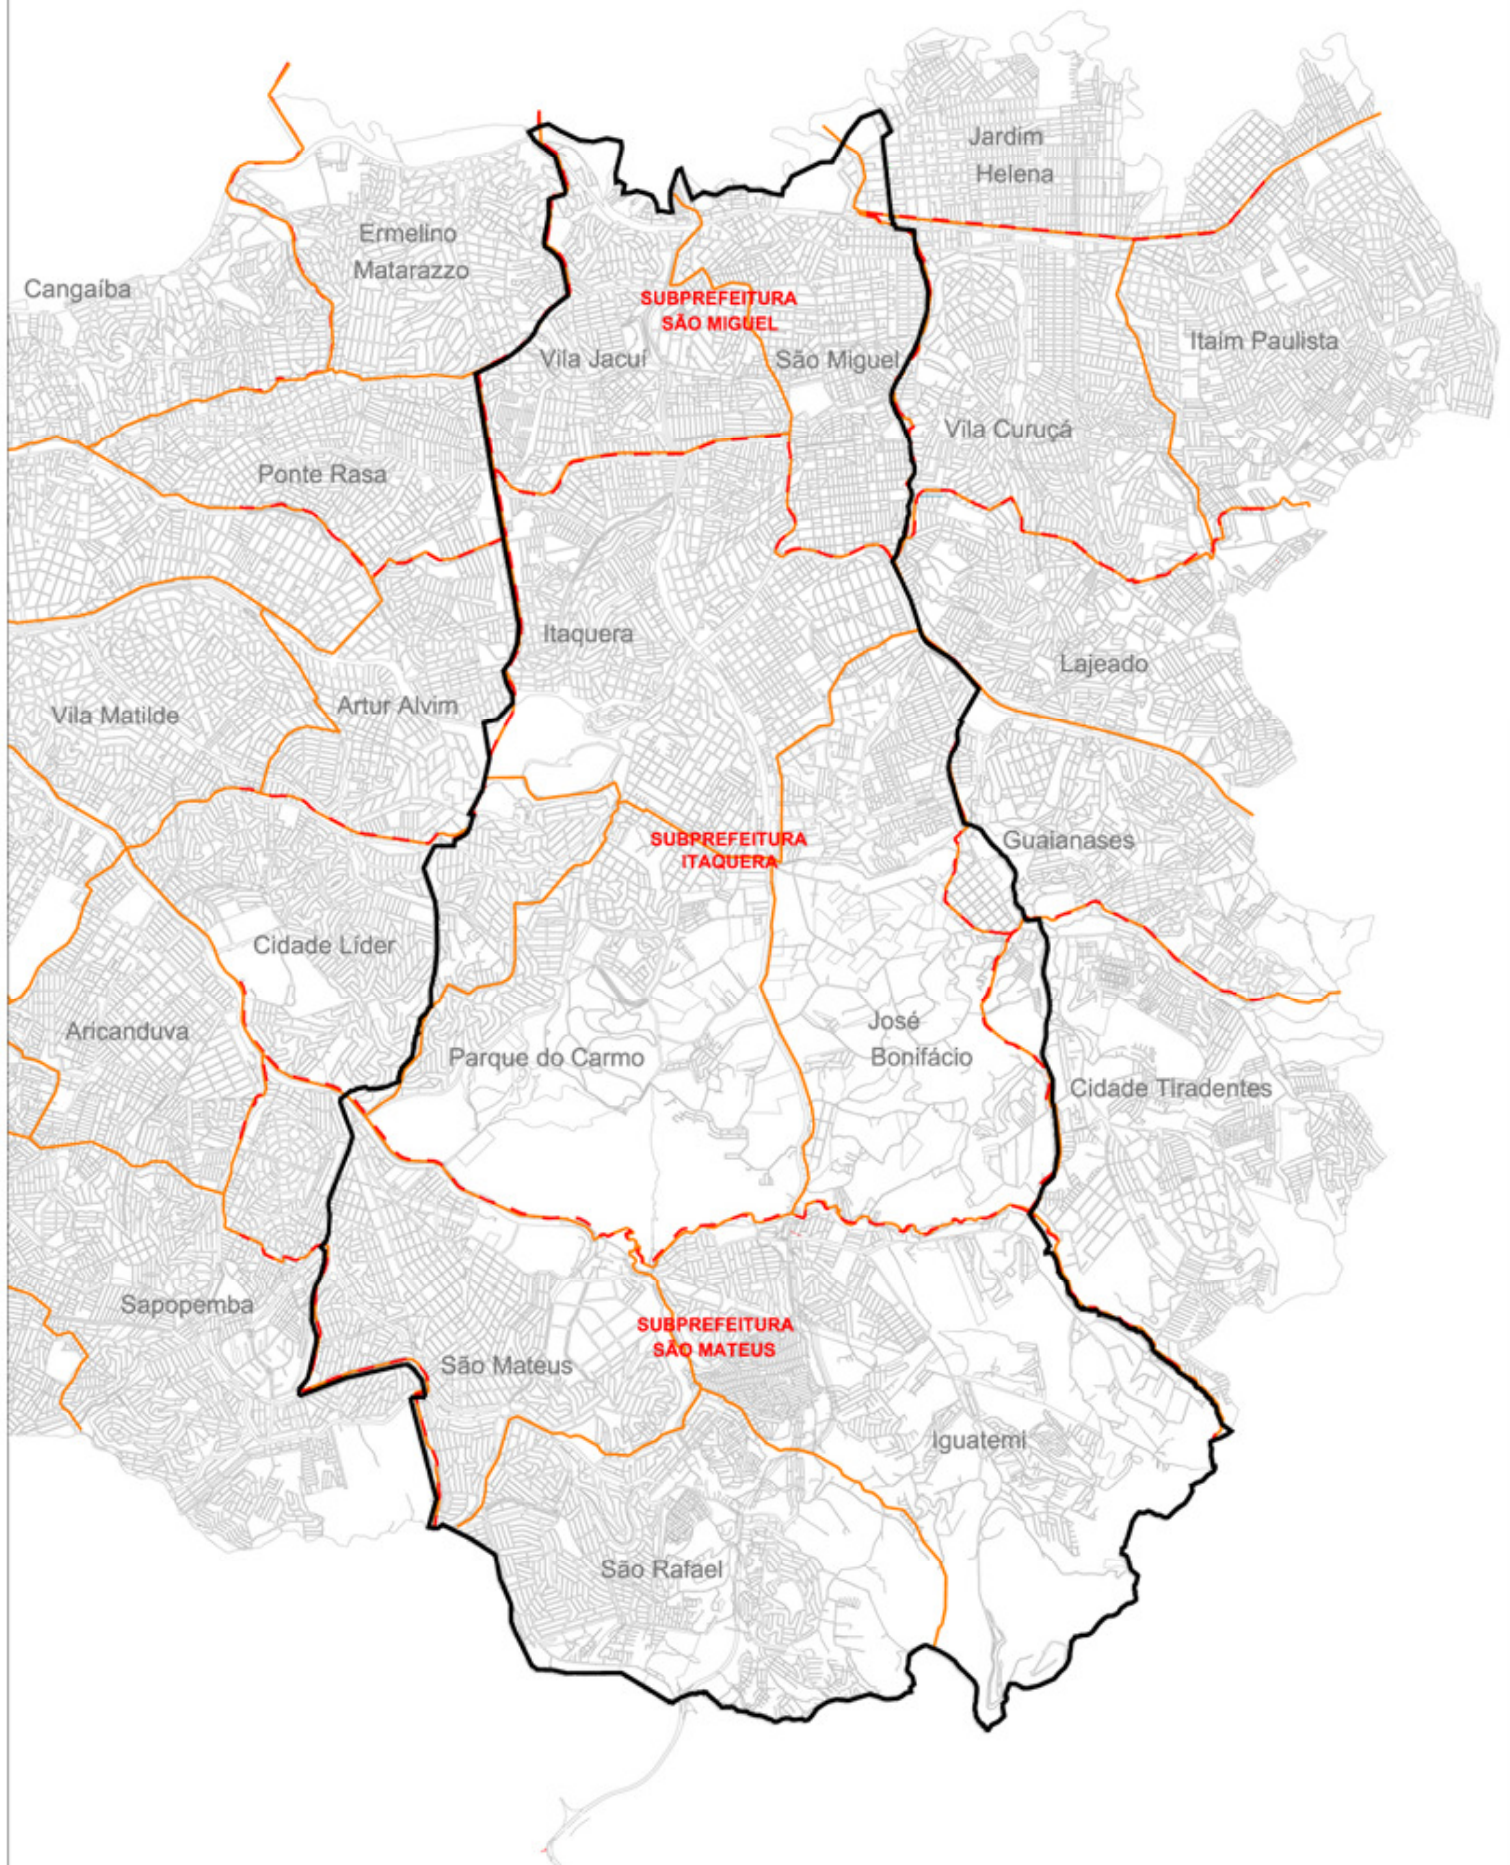 Jardim
Helena
Ermelino
Matarazzo
Cangaíba
SUBPREFEITURA
SÃO MIGUEL
Itaim Paulista
Vila Jacuí
São Miguel
Vila Curuçá
Ponte Rasa
Itaquera
Lajeado
Artur Alvim
Vila Matilde
SUBPREFEITURA
ITAQUERA
Guaianases
Cidade Líder
José
Bonifácio
Aricanduva
Parque do Carmo
Cidade Tiradentes
Sapopemba
SUBPREFEITURA
SÃO MATEUS
São Mateus
Iguatemi
São Rafael